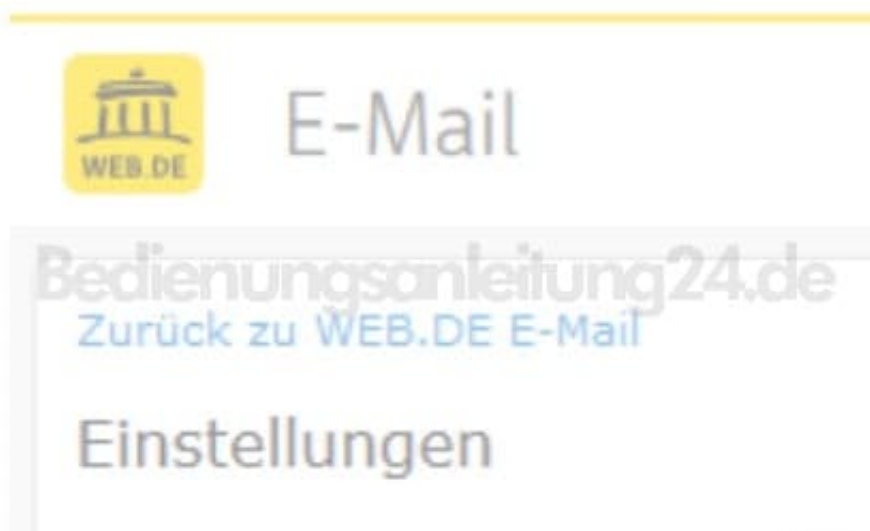 WEB.DE
E-Mail
Bedienungsanleitung24.de
Zurück zu WEB.DE E-Mail
Einstellungen